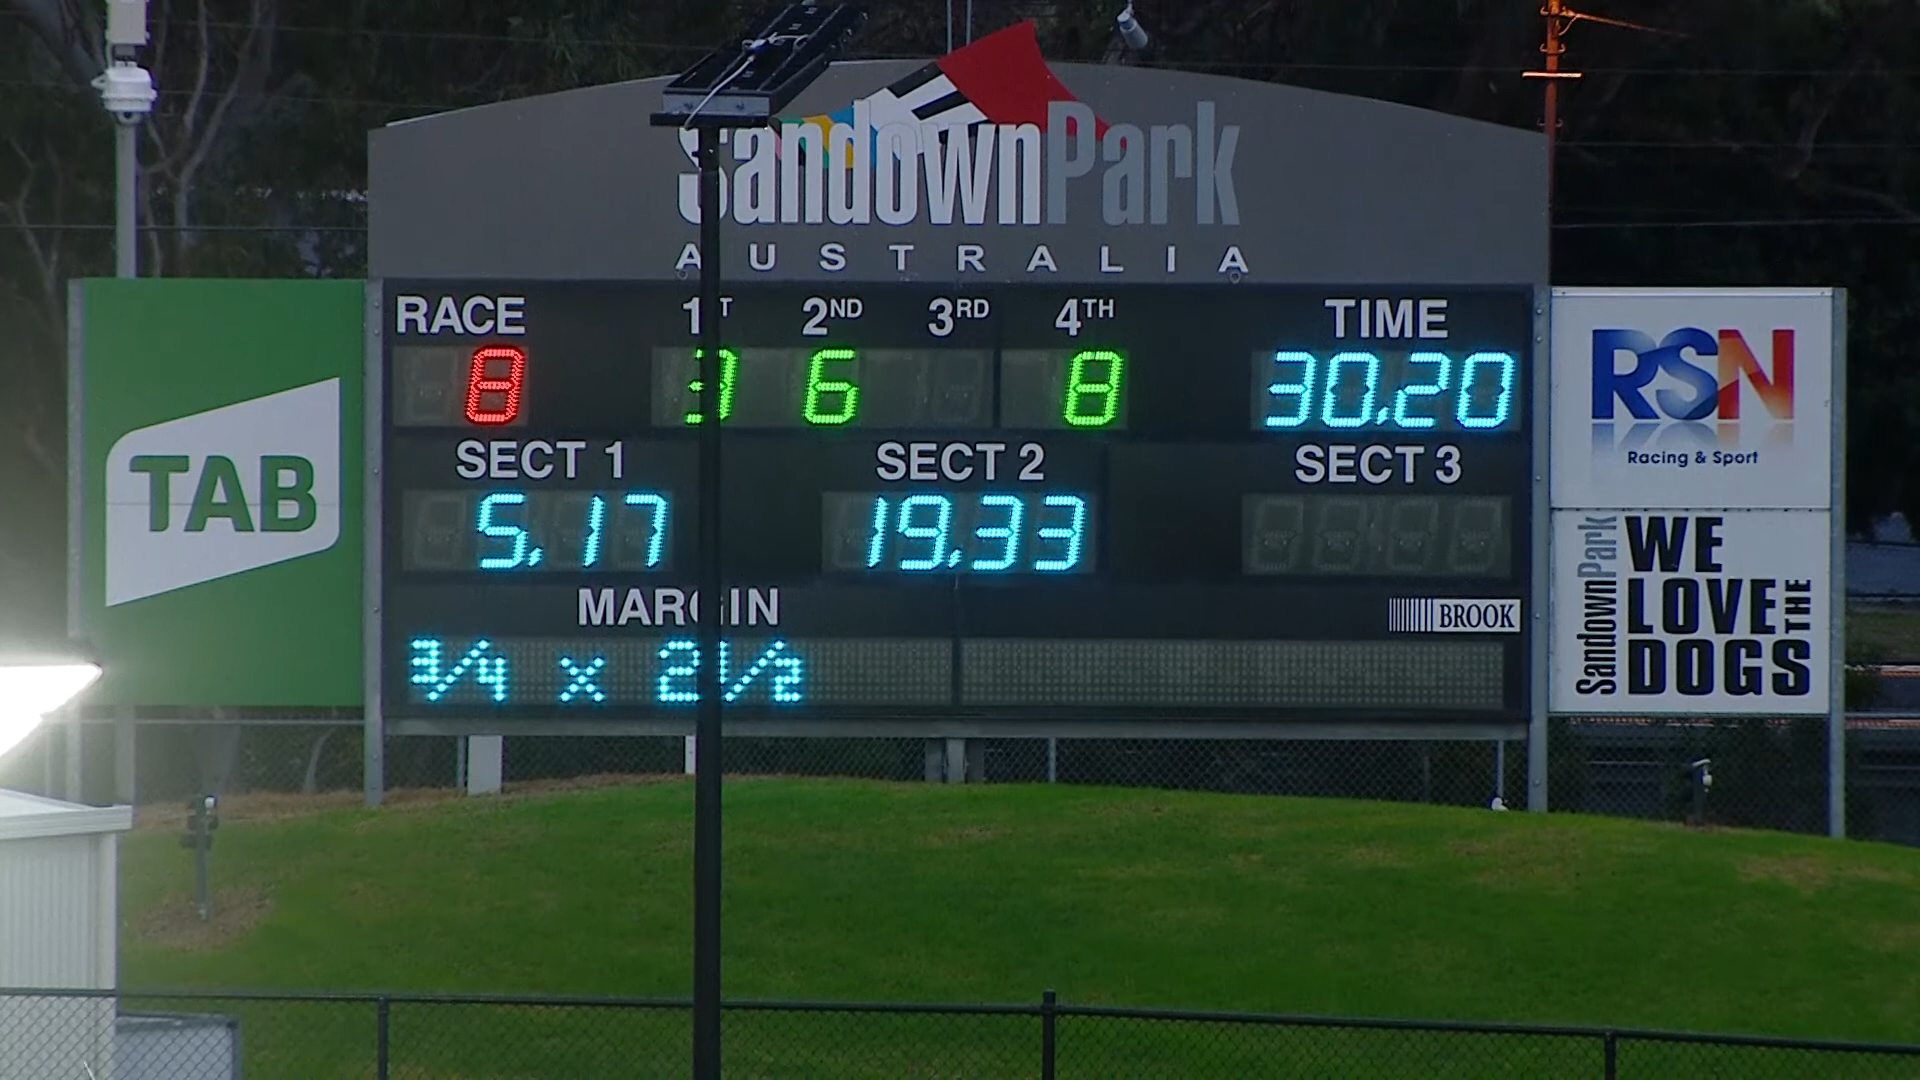 SandownPark
AUSTRALIA
RACE 1ST 2ND 3RD 4TH TIME
8 3 6 8 30.20
SECT 1 SECT 2 SECT 3
5.17 19.33
MARGIN
3/4 x 2 1/2
BROOK
TAB
RSN
Racing & Sport
SandownPark
WE
LOVE THE
DOGS